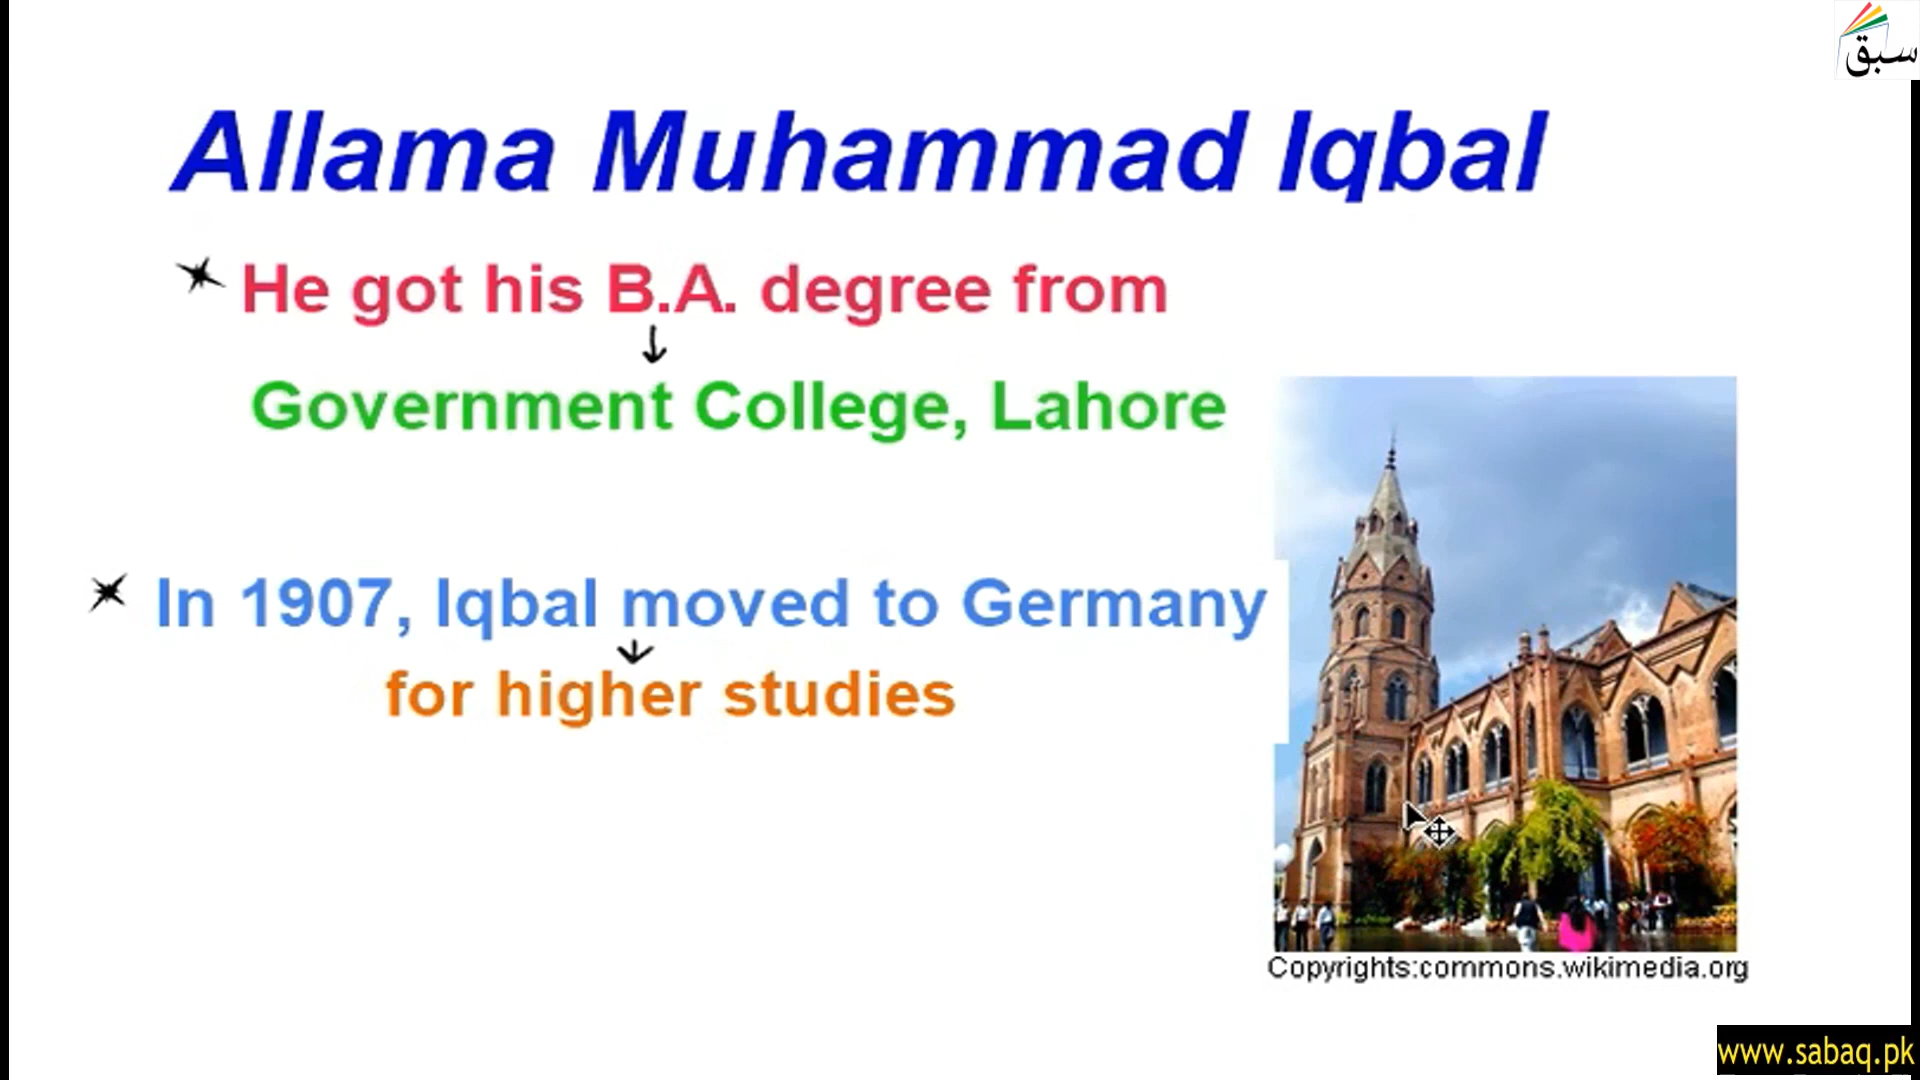 سبق
Allama Muhammad Iqbal
He got his B.A. degree from
Government College, Lahore
In 1907, Iqbal moved to Germany
for higher studies
Copyrights:commons.wikimedia.org
www.sabaq.pk